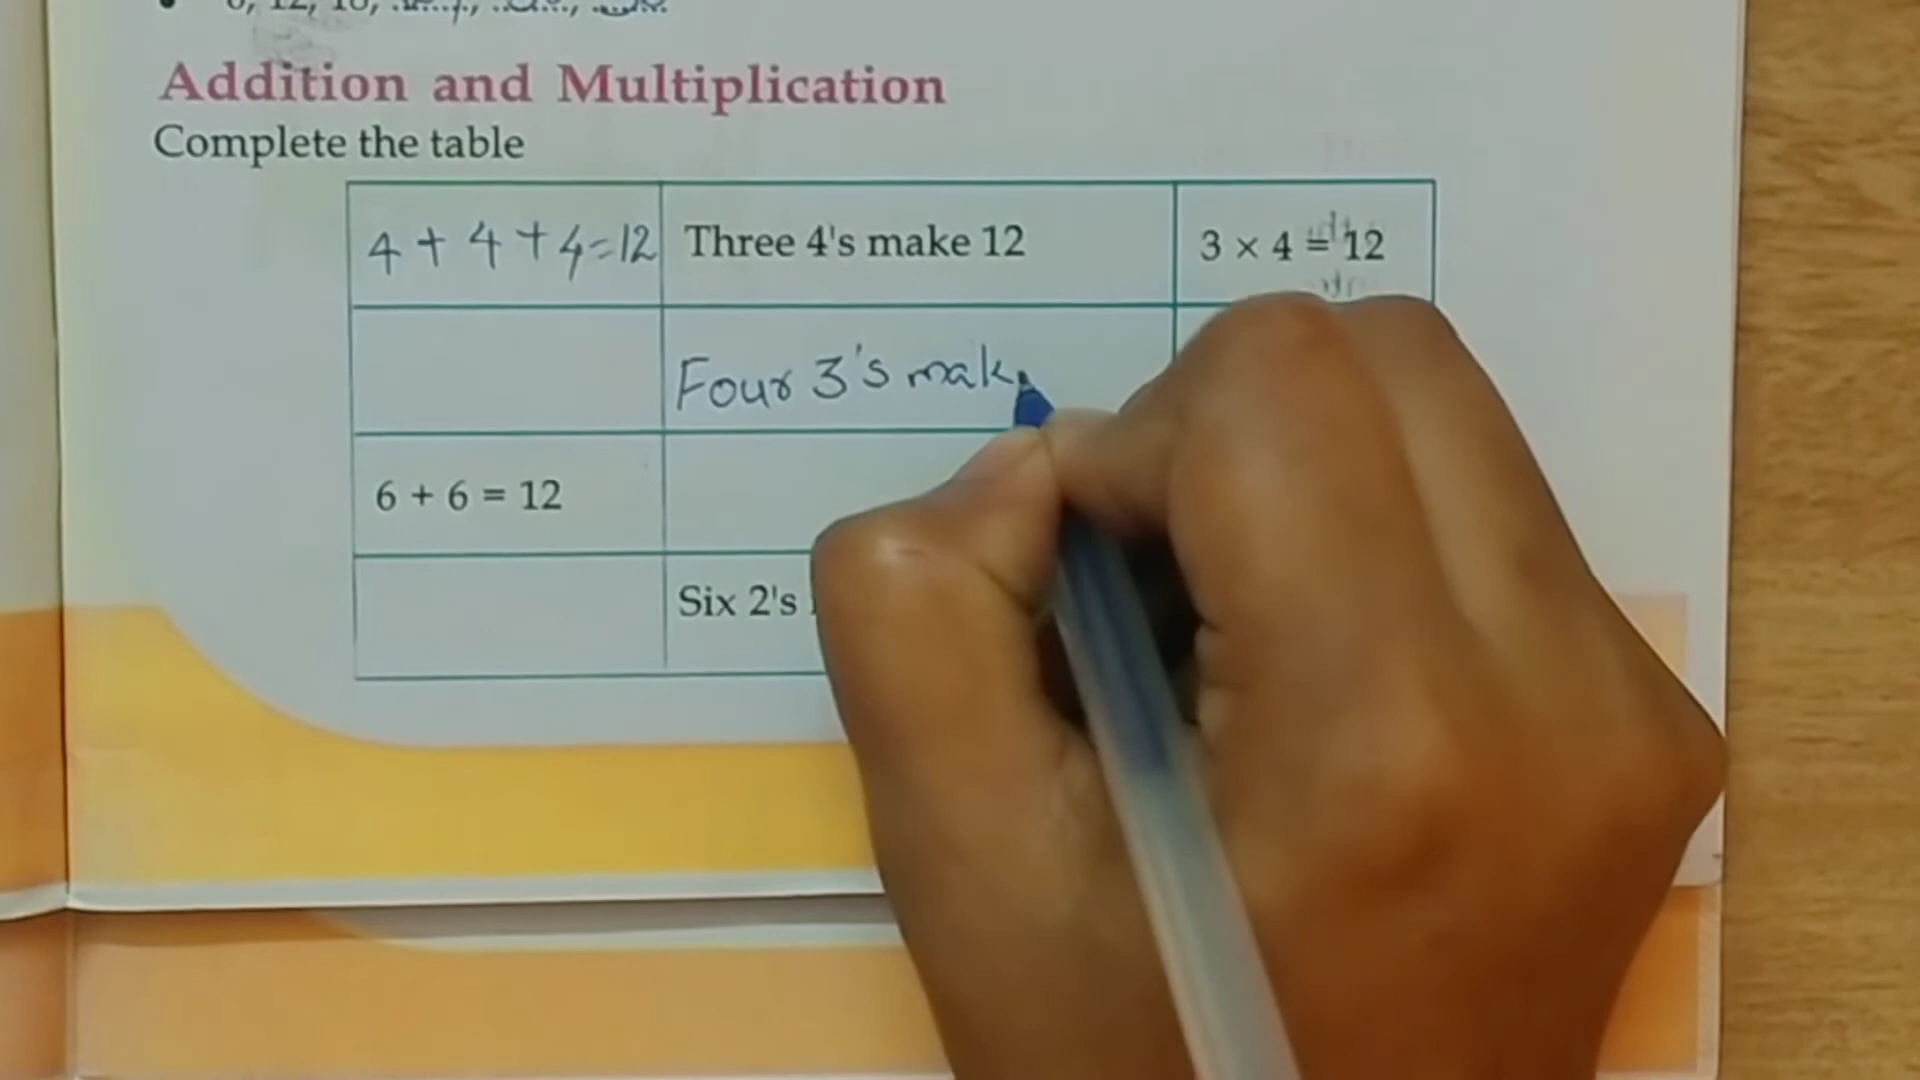 Addition and Multiplication
Complete the table
4 + 4 + 4 = 12 Three 4's make 12 3 × 4 = 12
Four 3's mak
6 + 6 = 12
Six 2's